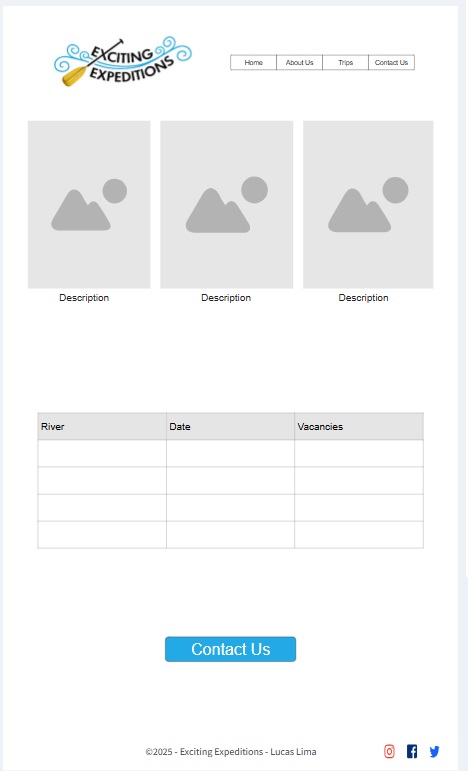 EXCITING
EXPEDITIONS
Home About Us Trips Contact Us
Description Description Description
River Date Vacancies
Contact Us
©2025 - Exciting Expeditions - Lucas Lima